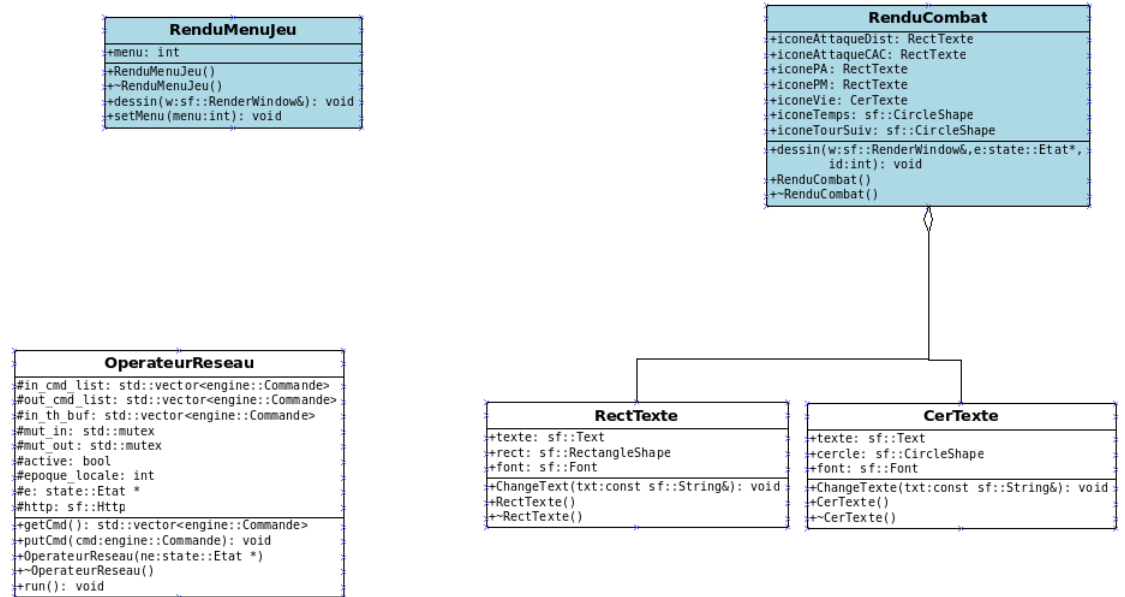 RenduMenuJeu
+menu: int
+RenduMenuJeu()
+~RenduMenuJeu()
+dessin(w:sf::RenderWindow&): void
+setMenu(menu:int): void
RenduCombat
+iconeAttaqueDist: RectTexte
+iconeAttaqueCAC: RectTexte
+iconePA: RectTexte
+iconePM: RectTexte
+iconeVie: CerTexte
+iconeTemps: sf::CircleShape
+iconeTourSuiv: sf::CircleShape
+dessin(w:sf::RenderWindow&,e:state::Etat*,
id:int): void
+RenduCombat()
+~RenduCombat()
OperateurReseau
#in_cmd_list: std::vector<engine::Commande>
#out_cmd_list: std::vector<engine::Commande>
#in_th_buf: std::vector<engine::Commande>
#mut_in: std::mutex
#mut_out: std::mutex
#active: bool
#epoque_locale: int
#e: state::Etat *
#http: sf::Http
+getCmd(): std::vector<engine::Commande>
+putCmd(cmd:engine::Commande): void
+OperateurReseau(ne:state::Etat *)
+~OperateurReseau()
+run(): void
RectTexte
+texte: sf::Text
+rect: sf::RectangleShape
+font: sf::Font
+ChangeText(txt:const sf::String&): void
+RectTexte()
+~RectTexte()
CerTexte
+texte: sf::Text
+cercle: sf::CircleShape
+font: sf::Font
+ChangeTexte(txt:const sf::String&): void
+CerTexte()
+~CerTexte()